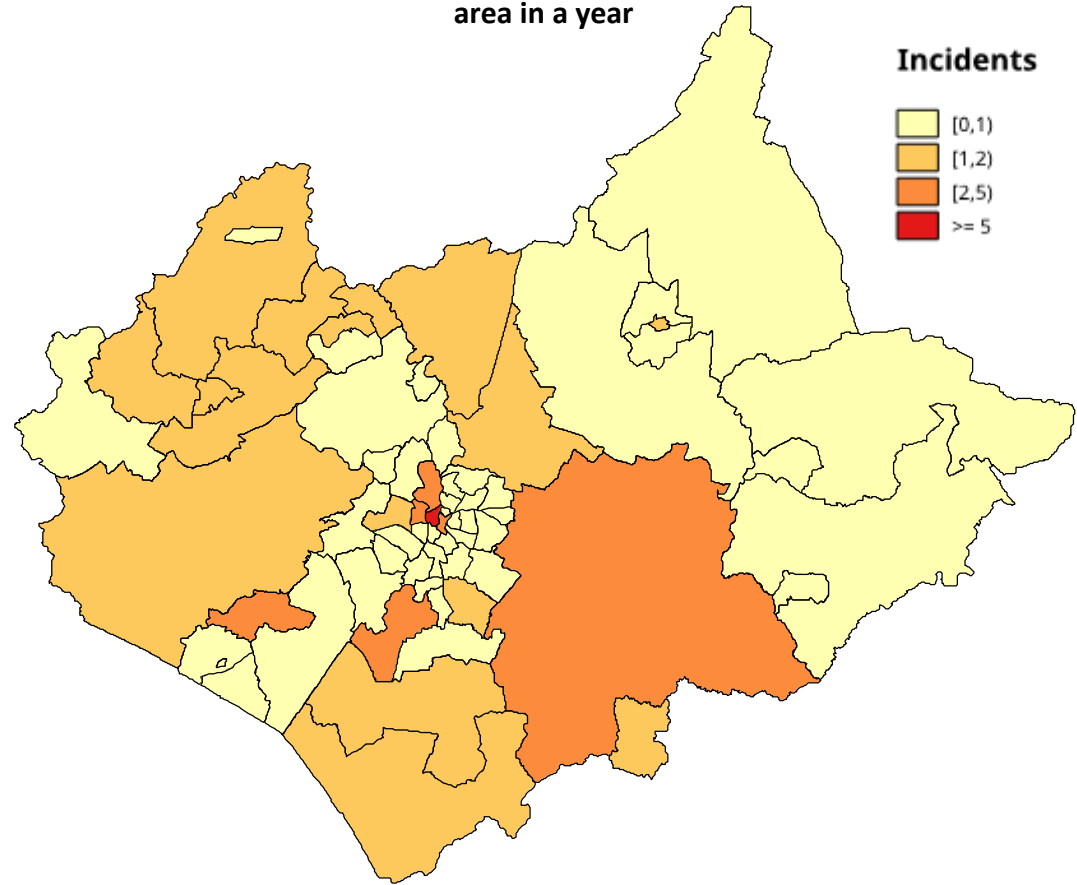 area in a year
Incidents
[0,1)
[1,2)
[2,5)
>= 5